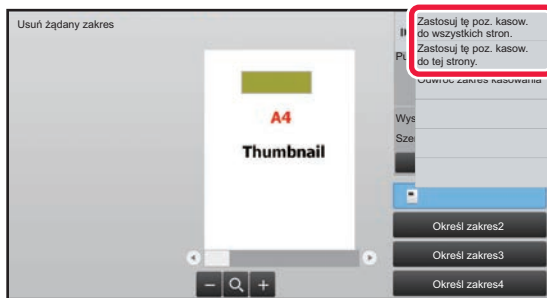 Usuń żądany zakres
Zastosuj tę poz. kasow.
do wszystkich stron.
Zastosuj tę poz. kasow.
do tej strony.
Odwróć zakres kasowania
A4
Thumbnail
Określ zakres2
Określ zakres3
Określ zakres4